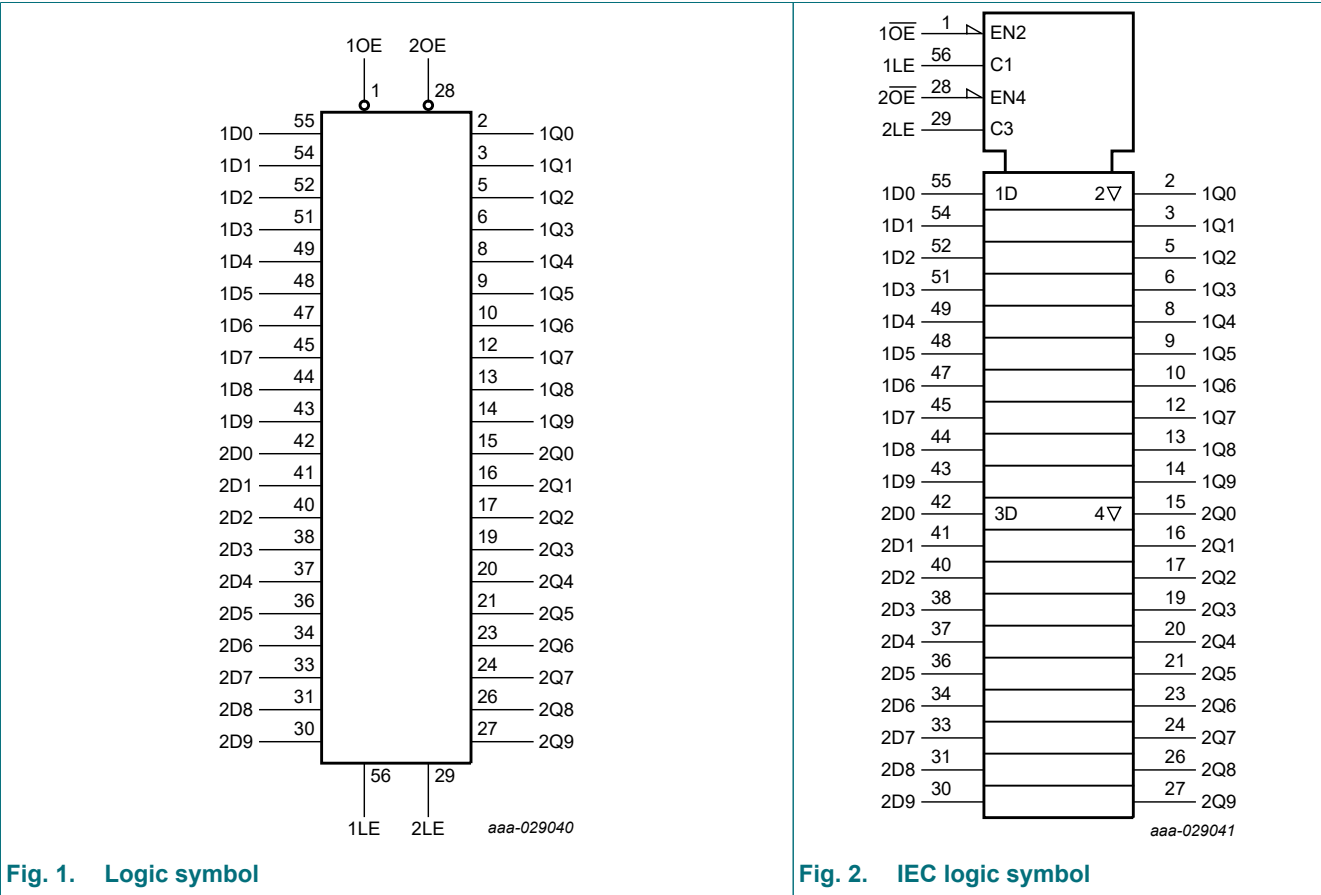 1OE 2OE
1 28
1D0 55 2 1Q0
1D1 54 3 1Q1
1D2 52 5 1Q2
1D3 51 6 1Q3
1D4 49 8 1Q4
1D5 48 9 1Q5
1D6 47 10 1Q6
1D7 45 12 1Q7
1D8 44 13 1Q8
1D9 43 14 1Q9
2D0 42 15 2Q0
2D1 41 16 2Q1
2D2 40 17 2Q2
2D3 38 19 2Q3
2D4 37 20 2Q4
2D5 36 21 2Q5
2D6 34 23 2Q6
2D7 33 24 2Q7
2D8 31 26 2Q8
2D9 30 27 2Q9
56 29
1LE 2LE aaa-029040
Fig. 1. Logic symbol
1O̅E̅ 1 EN2
1LE 56 C1
2O̅E̅ 28 EN4
2LE 29 C3
1D0 55 1D 2▽ 2 1Q0
1D1 54 3 1Q1
1D2 52 5 1Q2
1D3 51 6 1Q3
1D4 49 8 1Q4
1D5 48 9 1Q5
1D6 47 10 1Q6
1D7 45 12 1Q7
1D8 44 13 1Q8
1D9 43 14 1Q9
2D0 42 3D 4▽ 15 2Q0
2D1 41 16 2Q1
2D2 40 17 2Q2
2D3 38 19 2Q3
2D4 37 20 2Q4
2D5 36 21 2Q5
2D6 34 23 2Q6
2D7 33 24 2Q7
2D8 31 26 2Q8
2D9 30 27 2Q9
aaa-029041
Fig. 2. IEC logic symbol